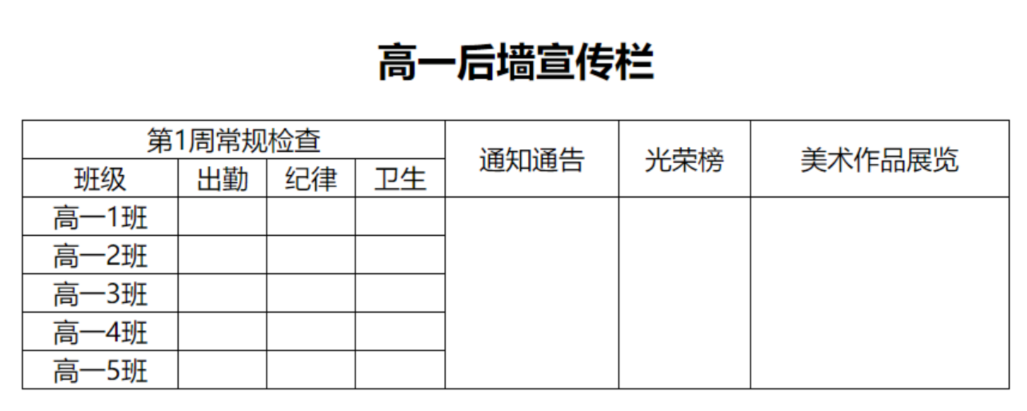 高一后墙宣传栏
第1周常规检查 通知通告 光荣榜 美术作品展览
班级 出勤 纪律 卫生
高一1班
高一2班
高一3班
高一4班
高一5班